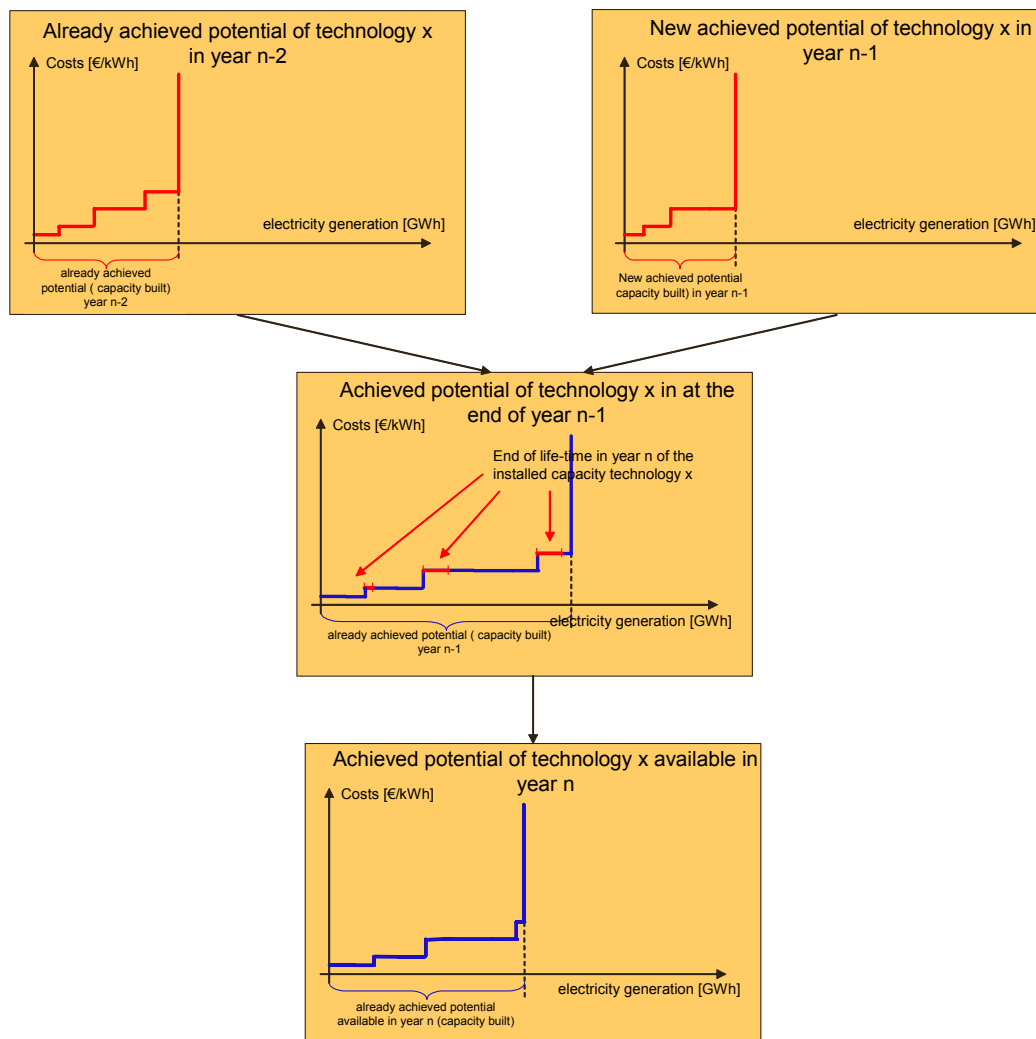 Already achieved potential of technology x
in year n-2
Costs [€/kWh]
electricity generation [GWh]
already achieved
potential ( capacity built)
year n-2
New achieved potential of technology x in
year n-1
Costs [€/kWh]
electricity generation [GWh]
New achieved potential
capacity built) in year n-1
Achieved potential of technology x in at the
end of year n-1
Costs [€/kWh]
End of life-time in year n of the
installed capacity technology x
electricity generation [GWh]
already achieved potential ( capacity built)
year n-1
Achieved potential of technology x available in
year n
Costs [€/kWh]
electricity generation [GWh]
already achieved potential
available in year n (capacity built)